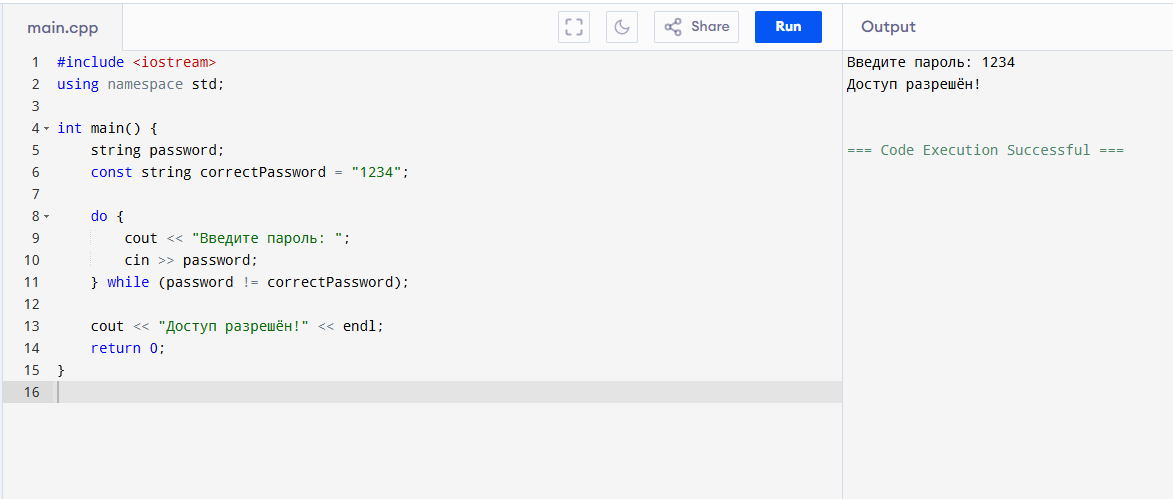 main.cpp
Share
Run
Output
1 #include <iostream>
2 using namespace std;
3
4 int main() {
5 string password;
6 const string correctPassword = "1234";
7
8 do {
9 cout << "Введите пароль: ";
10 cin >> password;
11 } while (password != correctPassword);
12
13 cout << "Доступ разрешён!" << endl;
14 return 0;
15 }
16
Введите пароль: 1234
Доступ разрешён!
=== Code Execution Successful ===